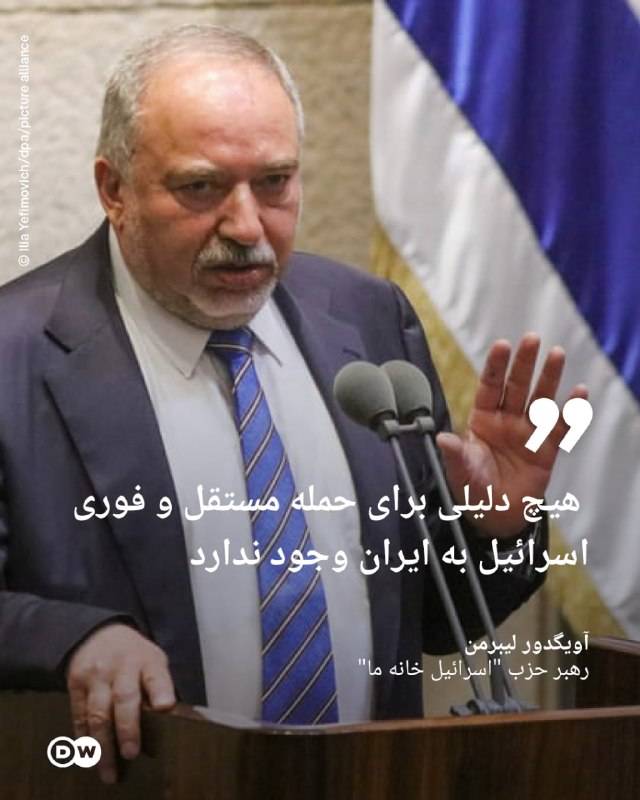 © Ilia Yefimovich/dpa/picture alliance
”
هیچ دلیلی برای حمله مستقل و فوری
اسرائیل به ایران وجود ندارد
آویگدور لیبرمن
رهبر حزب "اسرائیل خانه ما"
DW